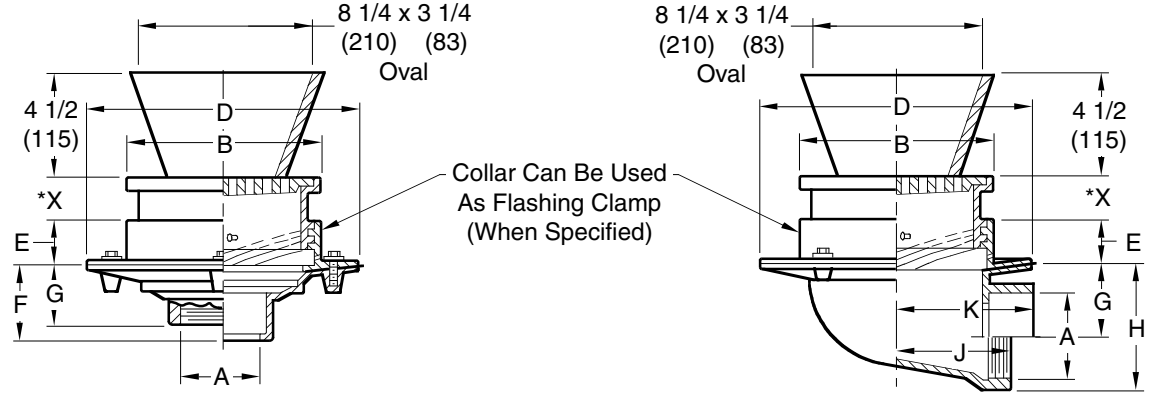 8 1/4 x 3 1/4
(210) (83)
Oval
4 1/2
(115)
D
B
*X
E
F
G
A
Collar Can Be Used
As Flashing Clamp
(When Specified)
8 1/4 x 3 1/4
(210) (83)
Oval
D
B
4 1/2
(115)
*X
E
G
H
K
A
J